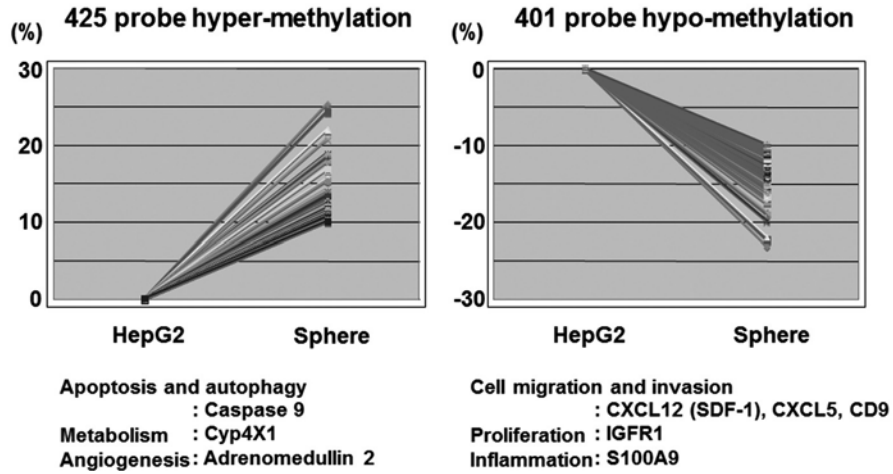 425 probe hyper-methylation
(%)
30
20
10
0
HepG2 Sphere
Apoptosis and autophagy
: Caspase 9
Metabolism : Cyp4X1
Angiogenesis : Adrenomedullin 2
401 probe hypo-methylation
(%)
0
-10
-20
-30
HepG2 Sphere
Cell migration and invasion
: CXCL12 (SDF-1), CXCL5, CD9
Proliferation : IGFR1
Inflammation : S100A9